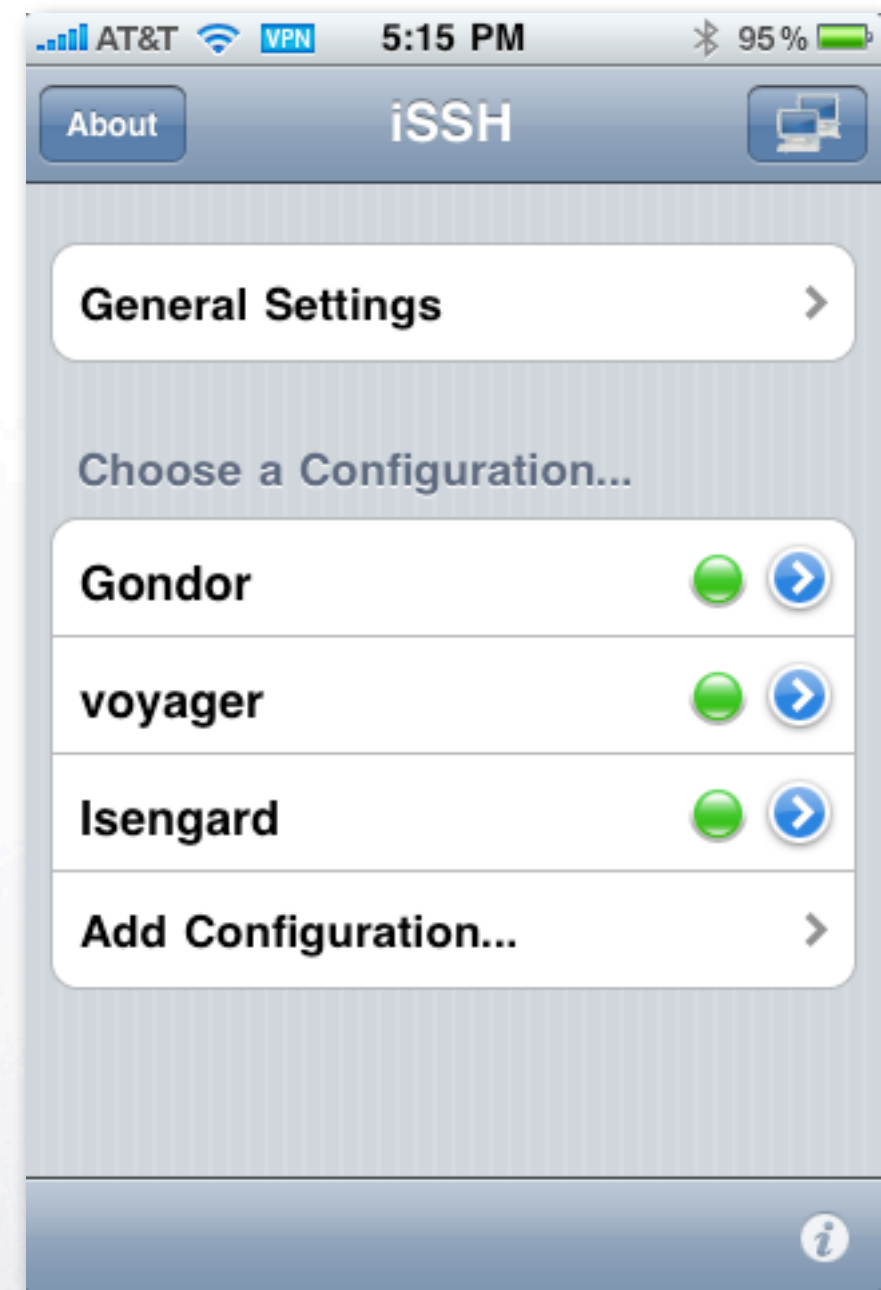 AT&T VPN 5:15 PM 95%
About iSSH
General Settings
Choose a Configuration...
Gondor
voyager
Isengard
Add Configuration...
i